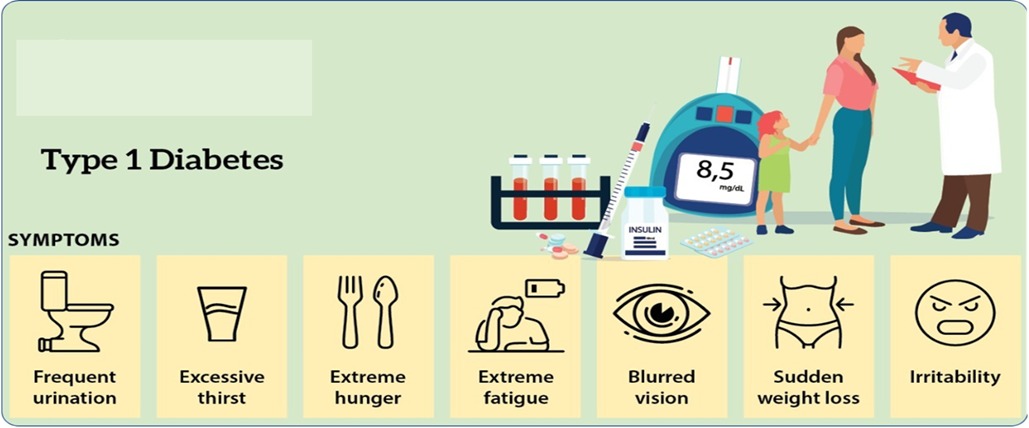 Type 1 Diabetes
8,5
mg/dL
INSULIN
SYMPTOMS
Frequent
urination
Excessive
thirst
Extreme
hunger
Extreme
fatigue
Blurred
vision
Sudden
weight loss
Irritability